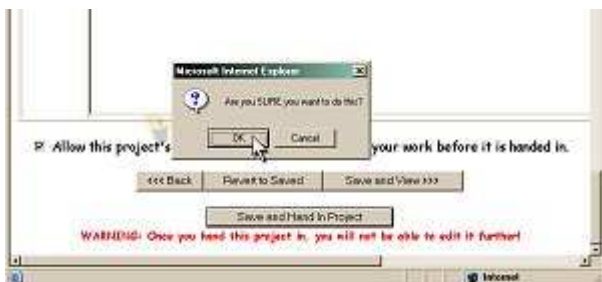 Microsoft Internet Explorer
Are you SURE you want to do this?
OK Cancel
Allow this project's your work before it is handed in.
<<< Back Revert to Saved Save and View >>>
Save and Hand In Project
WARNING: Once you hand this project in, you will not be able to edit it further!
Internet